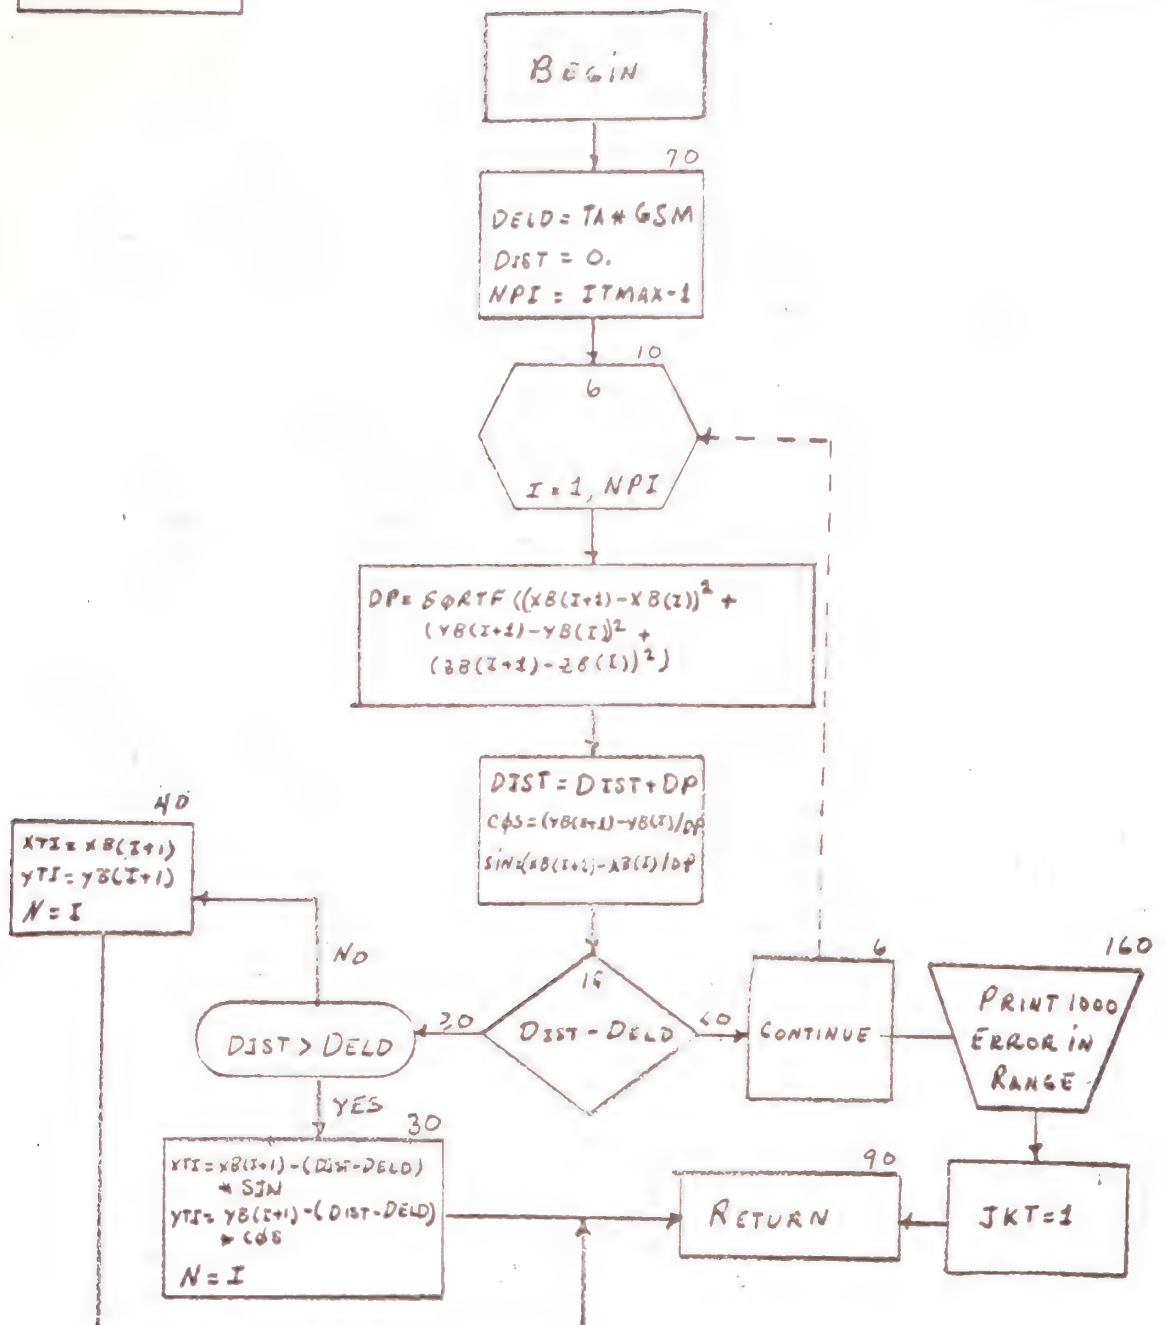 BEGIN
70
DELD = TA * GSM
DIST = 0.
NPI = ITMAX-1
10
6
I = 1, NPI
DP = SQRTF ((XB(I+1)-XB(I))² +
(YB(I+1)-YB(I))² +
(ZB(I+1)-ZB(I))²)
DIST = DIST + DP
CØS = (YB(I+1)-YB(I)/DP
SIN = (XB(I+1)-XB(I)/DP
40
XTI = XB(I+1)
YTI = YB(I+1)
N = I
NO
DIST > DELD
YES
≥0
DIST - DELD
<0
6
CONTINUE
160
PRINT 1000
ERROR IN
RANGE
30
XTI = XB(I+1) - (DIST-DELD)
* SIN
YTI = YB(I+1) - (DIST-DELD)
* CØS
N = I
90
RETURN
JKT = 1